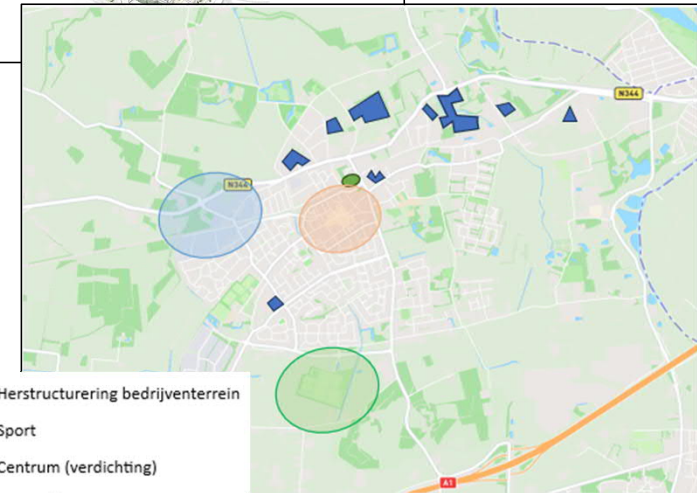 N344
N344
Herstructurering bedrijventerrein
Sport
Centrum (verdichting)
A1